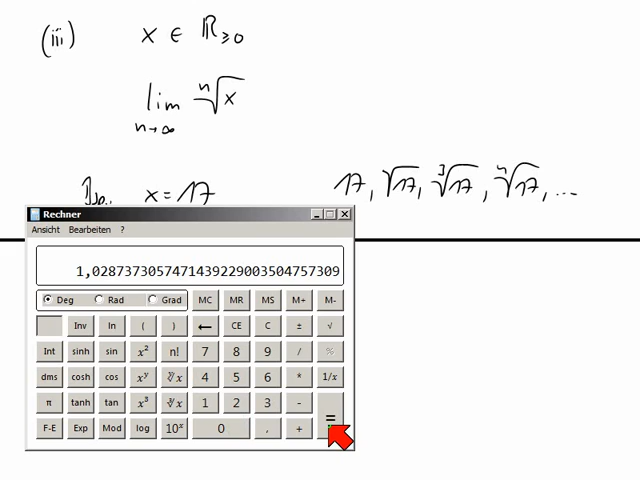 (iii) x ∈ ℝ≥0
lim ⁿ√x
n→∞
x = 17 17, √17, ³√17, ⁴√17, ...
Rechner
Ansicht Bearbeiten ?
1,0287373057471439229003504757309
Deg Rad Grad MC MR MS M+ M-
Inv ln ( ) ← CE C ± √
Int sinh sin x² n! 7 8 9 / %
dms cosh cos xʸ ʸ√x 4 5 6 * 1/x
π tanh tan x³ ³√x 1 2 3 - =
F-E Exp Mod log 10ˣ 0 , +